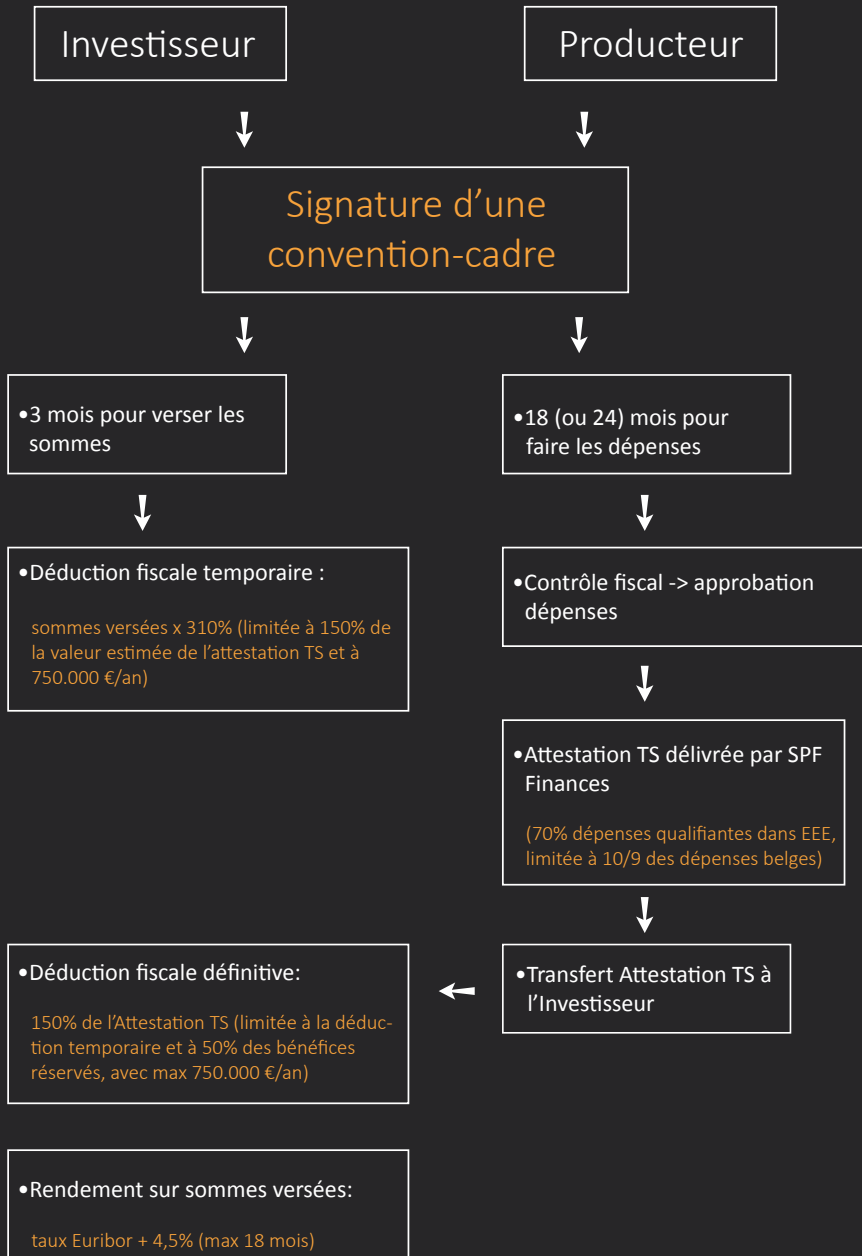 Investisseur
Producteur
Signature d’une
convention-cadre
•3 mois pour verser les
sommes
•18 (ou 24) mois pour
faire les dépenses
•Déduction fiscale temporaire :
sommes versées x 310% (limitée à 150% de
la valeur estimée de l’attestation TS et à
750.000 €/an)
•Contrôle fiscal -> approbation
dépenses
•Attestation TS délivrée par SPF
Finances
(70% dépenses qualifiantes dans EEE,
limitée à 10/9 des dépenses belges)
•Déduction fiscale définitive:
150% de l’Attestation TS (limitée à la déduc-
tion temporaire et à 50% des bénéfices
réservés, avec max 750.000 €/an)
•Transfert Attestation TS à
l’Investisseur
•Rendement sur sommes versées:
taux Euribor + 4,5% (max 18 mois)